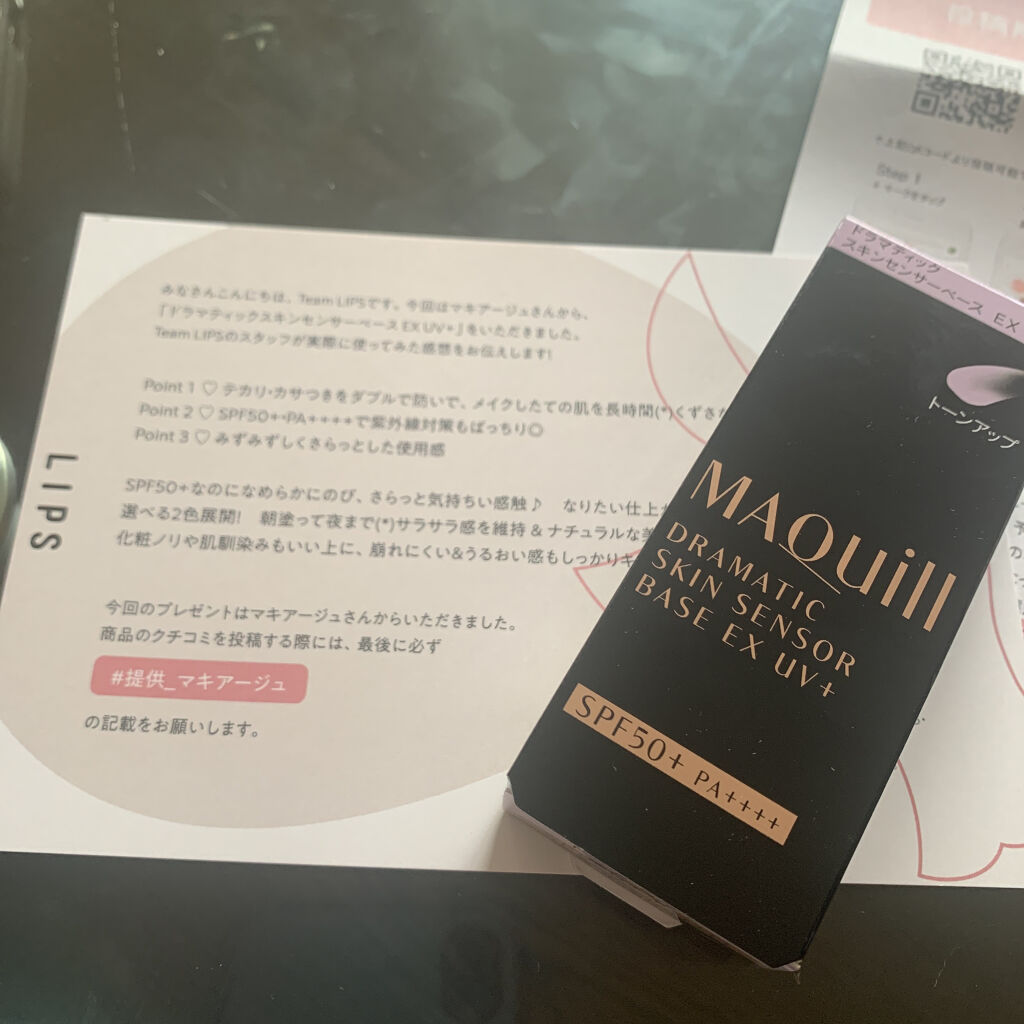 みなさんこんにちは、Team LIPSです。今回はマキアージュさんから、
「ドラマティックスキンセンサーベース EX UV+」をいただきました。
Team LIPSのスタッフが実際に使ってみた感想をお伝えします!
Point 1 ♡ テカリ・カサつきをダブルで防いで、メイクしたての肌を長時間(*)くずさな
Point 2 ♡ SPF50+・PA++++で紫外線対策もばっちり◎
Point 3 ♡ みずみずしくさらっとした使用感
SPF50+なのになめらかにのび、さらっと気持ちい感触♪ なりたい仕上
選べる2色展開! 朝塗って夜まで(*)サラサラ感を維持 & ナチュラルな美
化粧ノリや肌馴染みもいい上に、崩れにくい&うるおい感もしっかりキ
今回のプレゼントはマキアージュさんからいただきました。
商品のクチコミを投稿する際には、最後に必ず
#提供_マキアージュ
の記載をお願いします。
LIPS
Step 1
ドラマティック
スキンセンサーベース EX
トーンアップ
MAQuill
DRAMATIC
SKIN SENSOR
BASE EX UV+
SPF50+ PA++++